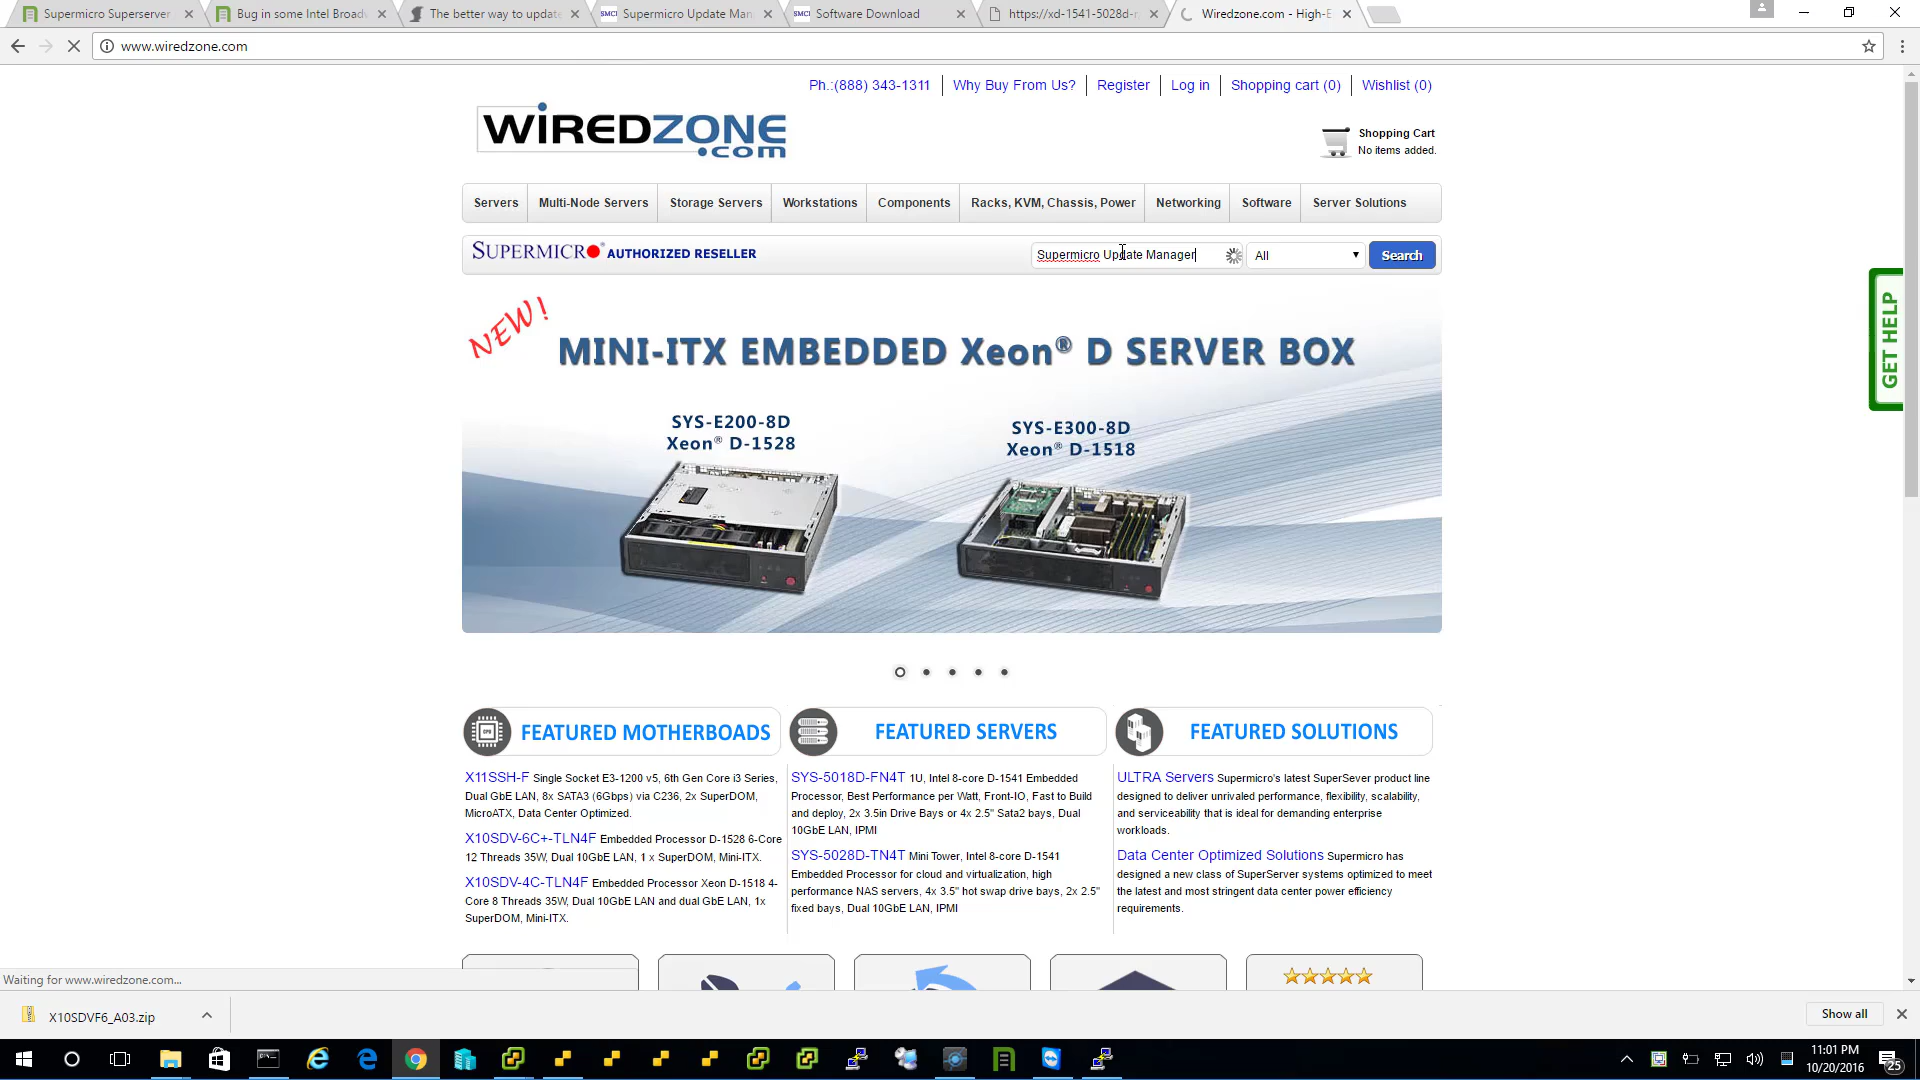 Supermicro Superserver
Bug in some Intel Broadw
The better way to update
SMCI Supermicro Update Man
SMCI Software Download
https://xd-1541-5028d-r
Wiredzone.com - High-E
www.wiredzone.com
Ph.:(888) 343-1311
Why Buy From Us?
Register
Log in
Shopping cart (0)
Wishlist (0)
WIREDZONE
.com
Shopping Cart
No items added.
Servers
Multi-Node Servers
Storage Servers
Workstations
Components
Racks, KVM, Chassis, Power
Networking
Software
Server Solutions
SUPERMICRO® AUTHORIZED RESELLER
Supermicro Update Manager
All
Search
NEW!
MINI-ITX EMBEDDED Xeon® D SERVER BOX
SYS-E200-8D
Xeon® D-1528
SYS-E300-8D
Xeon® D-1518
GET HELP
CPU
FEATURED MOTHERBOADS
X11SSH-F Single Socket E3-1200 v5, 6th Gen Core i3 Series,
Dual GbE LAN, 8x SATA3 (6Gbps) via C236, 2x SuperDOM,
MicroATX, Data Center Optimized.
X10SDV-6C+-TLN4F Embedded Processor D-1528 6-Core
12 Threads 35W, Dual 10GbE LAN, 1 x SuperDOM, Mini-ITX.
X10SDV-4C-TLN4F Embedded Processor Xeon D-1518 4-
Core 8 Threads 35W, Dual 10GbE LAN and dual GbE LAN, 1x
SuperDOM, Mini-ITX.
FEATURED SERVERS
SYS-5018D-FN4T 1U, Intel 8-core D-1541 Embedded
Processor, Best Performance per Watt, Front-IO, Fast to Build
and deploy, 2x 3.5in Drive Bays or 4x 2.5" Sata2 bays, Dual
10GbE LAN, IPMI
SYS-5028D-TN4T Mini Tower, Intel 8-core D-1541
Embedded Processor for cloud and virtualization, high
performance NAS servers, 4x 3.5" hot swap drive bays, 2x 2.5"
fixed bays, Dual 10GbE LAN, IPMI
FEATURED SOLUTIONS
ULTRA Servers Supermicro's latest SuperSever product line
designed to deliver unrivaled performance, flexibility, scalability,
and serviceability that is ideal for demanding enterprise
workloads.
Data Center Optimized Solutions Supermicro has
designed a new class of SuperServer systems optimized to meet
the latest and most stringent data center power efficiency
requirements.
Waiting for www.wiredzone.com...
X10SDVF6_A03.zip
Show all
11:01 PM
10/20/2016
25